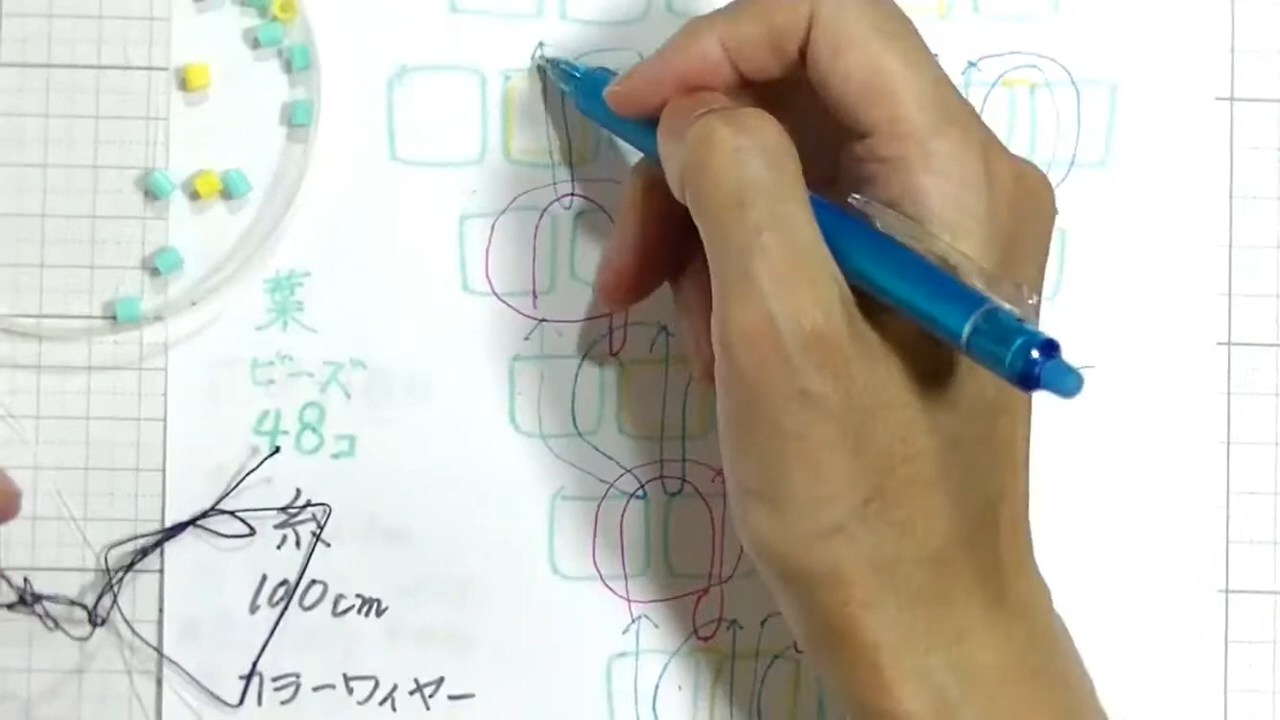 葉
ビーズ
48コ
糸
100cm
カラーワイヤー